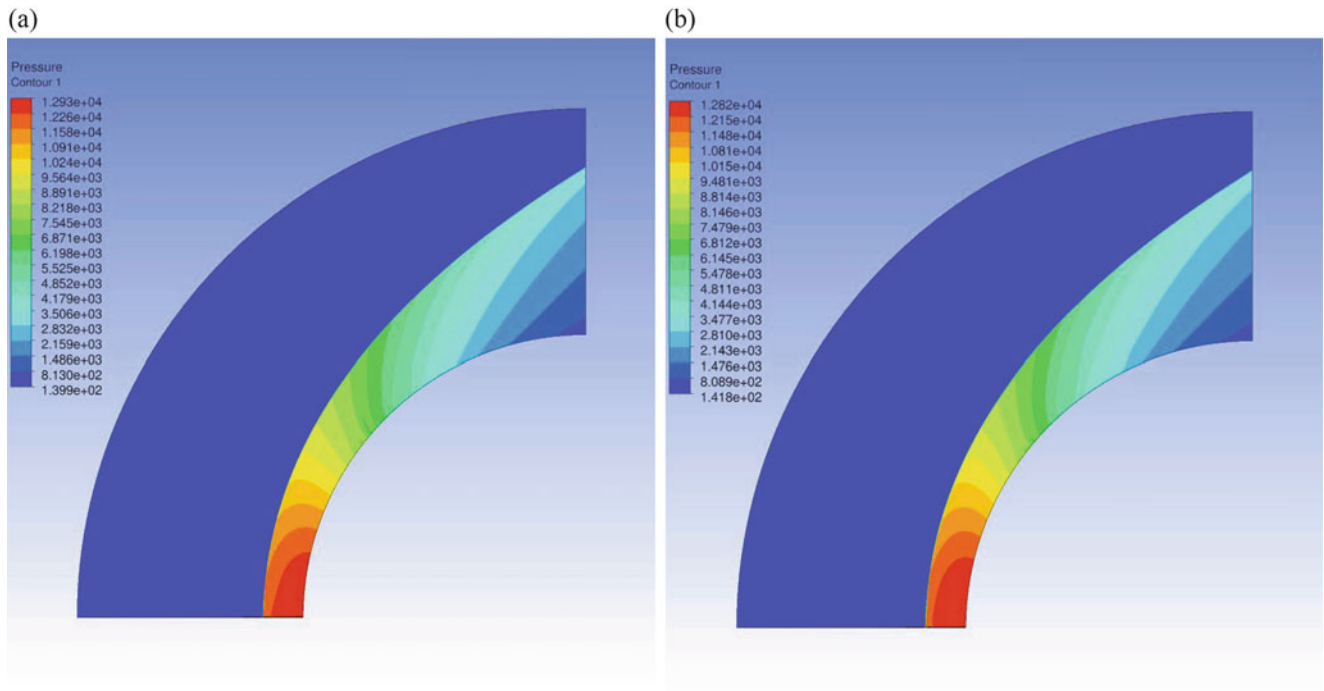 (a)
Pressure
Contour 1
1.293e+04
1.226e+04
1.158e+04
1.091e+04
1.024e+04
9.564e+03
8.891e+03
8.218e+03
7.545e+03
6.871e+03
6.198e+03
5.525e+03
4.852e+03
4.179e+03
3.506e+03
2.832e+03
2.159e+03
1.486e+03
8.130e+02
1.399e+02
(b)
Pressure
Contour 1
1.282e+04
1.215e+04
1.148e+04
1.081e+04
1.015e+04
9.481e+03
8.814e+03
8.146e+03
7.479e+03
6.812e+03
6.145e+03
5.478e+03
4.811e+03
4.144e+03
3.477e+03
2.810e+03
2.143e+03
1.476e+03
8.089e+02
1.418e+02